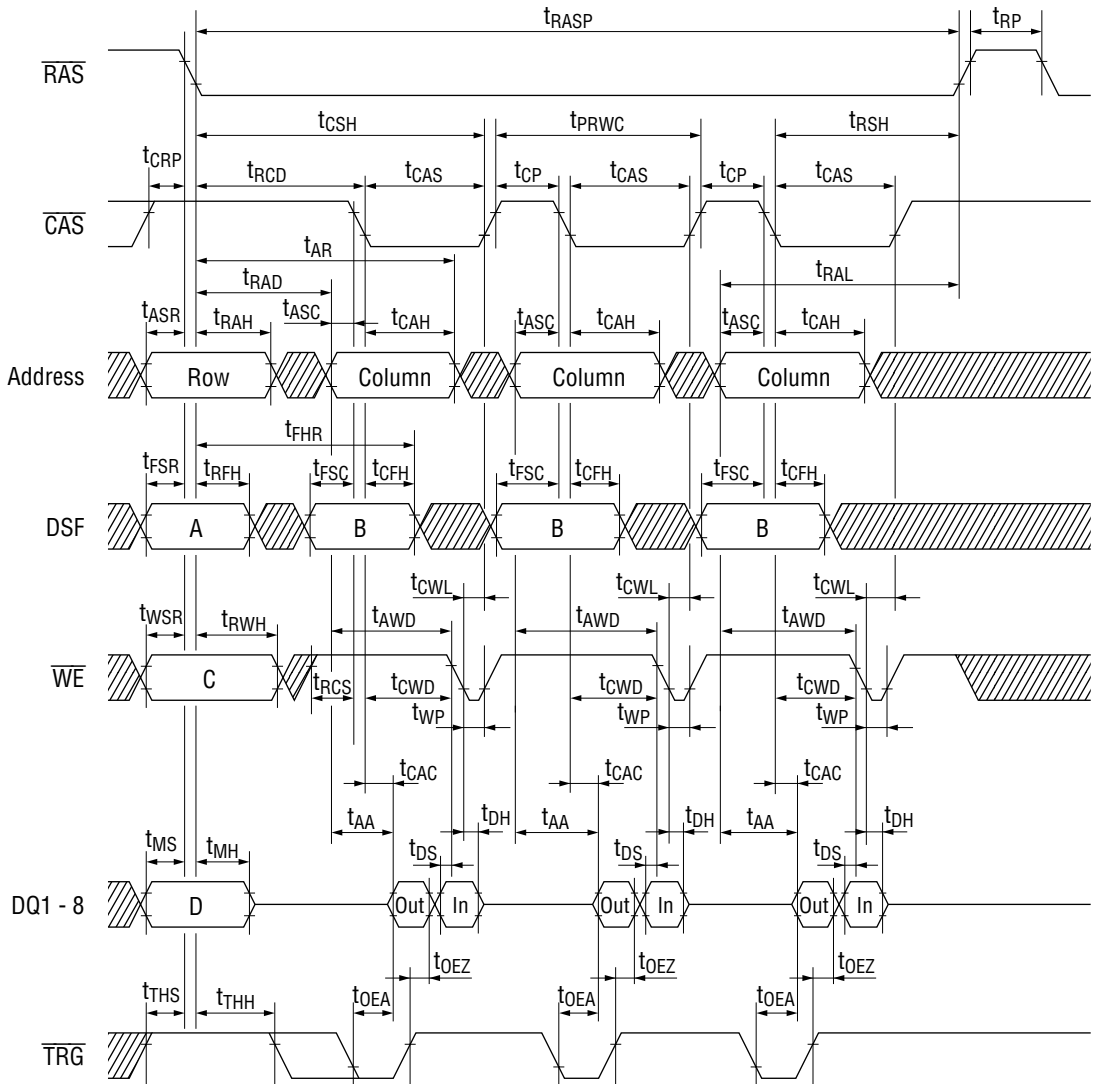 tRASP tRP
RAS
tCSH tPRWC tRSH
tCRP tRCD tCAS tCP tCAS tCP tCAS
CAS
tAR
tRAD tRAL
tASR tRAH tASC tCAH tASC tCAH tASC tCAH
Address Row Column Column Column
tFHR
tFSR tRFH tFSC tCFH tFSC tCFH tFSC tCFH
DSF A B B B
tCWL tCWL tCWL
tWSR tRWH tAWD tAWD tAWD
WE C
tRCS tCWD tCWD tCWD
tWP tWP tWP
tCAC tCAC tCAC
tAA tDH tAA tDH tAA tDH
tMS tMH tDS tDS tDS
DQ1 - 8 D Out In Out In Out In
tOEZ tOEZ tOEZ
tTHS tTHH tOEA tOEA tOEA
TRG